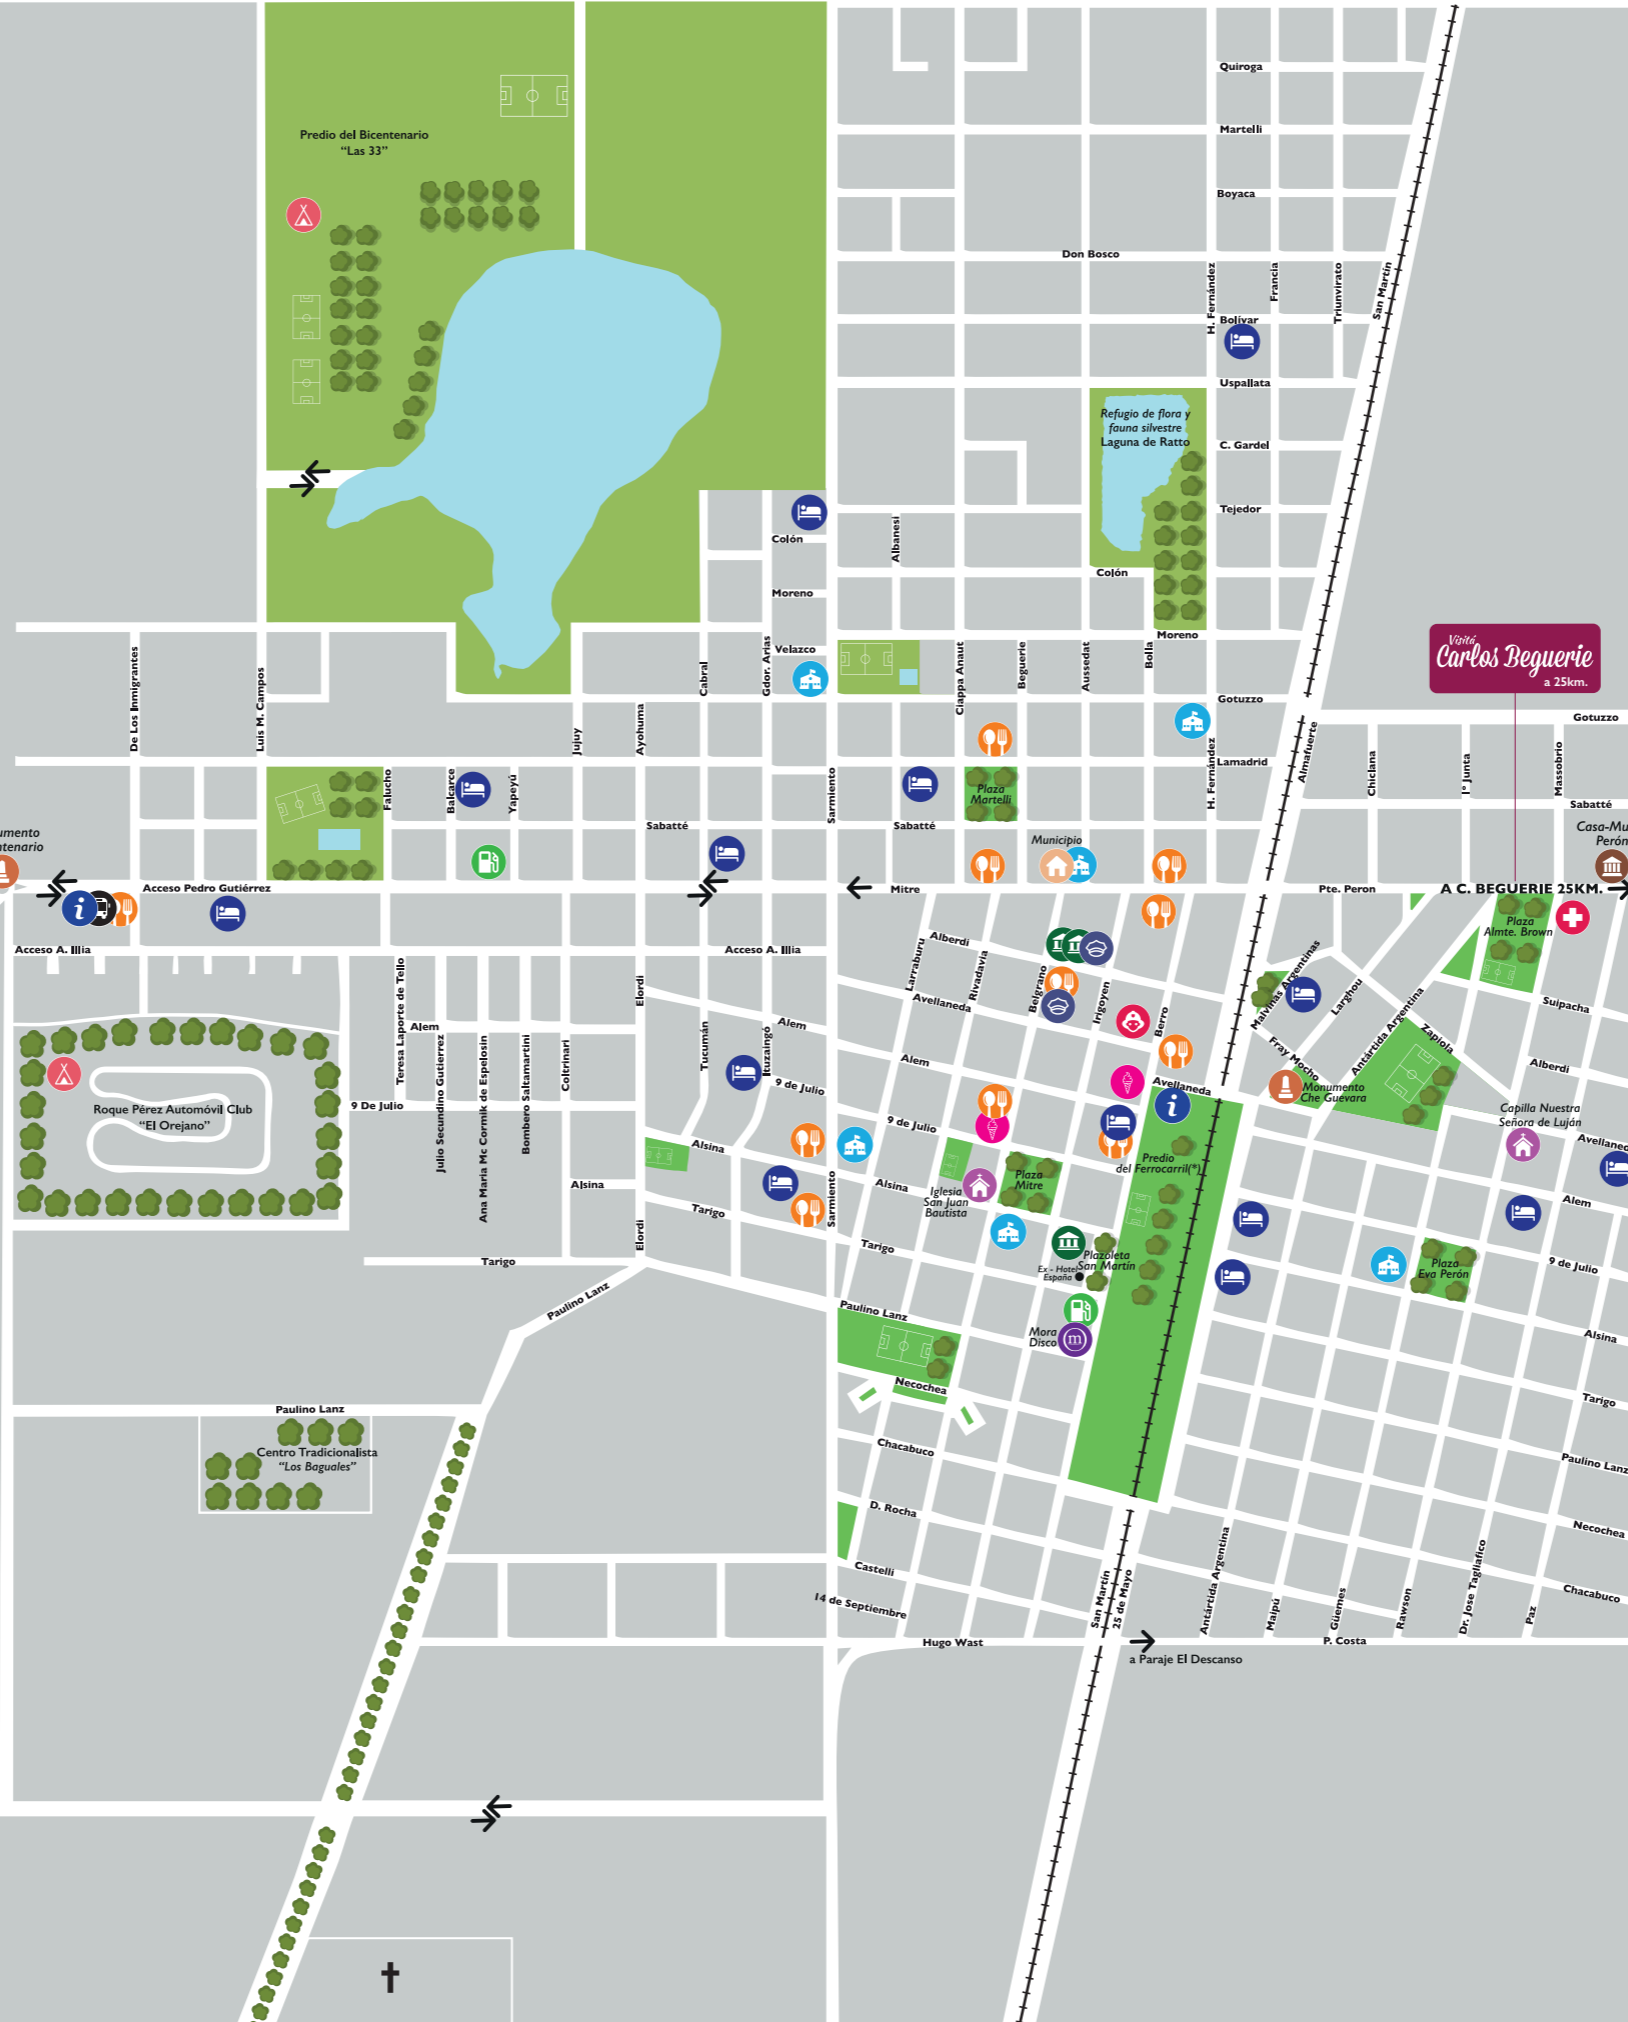 Quiroga
Martelli
Predio del Bicentenario
“Las 33”
Boyaca
Don Bosco
H. Fernández
Francia
Triunvirato
San Martín
Bolívar
Uspallata
Refugio de flora y
fauna silvestre
Laguna de Ratto
C. Gardel
Tejedor
Colón
Albanesi
Colón
Moreno
Moreno
Velazco
Visitá
Carlos Beguerie
a 25km.
De Los Inmigrantes
Luis M. Campos
Jujuy
Ayohuma
Cabral
Gdor. Arias
Ciappa Anaut
Beguerie
Aussedat
Bolla
Gotuzzo
Gotuzzo
H. Fernández
Almafuerte
Lamadrid
Chiclana
1º Junta
Massobrio
Falucho
Balcarce
Yapeyú
Sarmiento
Plaza
Martelli
Sabatté
Sabatté
Sabatté
umento
ntenario
Municipio
Casa-Mu
Perón
Acceso Pedro Gutiérrez
Mitre
Pte. Peron
A C. BEGUERIE 25KM.
i
Plaza
Almte. Brown
Acceso A. Illia
Acceso A. Illia
Alberdi
Larraburu
Rivadavia
Belgrano
Irigoyen
Berro
Malvinas Argentinas
Larghou
Antártida Argentina
Zapiola
Suipacha
Avellaneda
Teresa Laporte de Tello
Elordi
Alem
Alem
Julio Secundino Gutierrez
Ana Maria Mc Cormik de Espelosin
Bombero Saltamartini
Coltrinari
Tucumán
Ituzaingó
Alem
Fray Mocho
Alberdi
9 de Julio
Avellaneda
i
Monumento
Che Guevara
9 De Julio
Roque Pérez Automóvil Club
“El Orejano”
Capilla Nuestra
Señora de Luján
9 de Julio
Avellaned
Alsina
Predio
del Ferrocarril(*)
Plaza
Mitre
Alsina
Alsina
Iglesia
San Juan
Bautista
Sarmiento
Tarigo
Alem
Elordi
Tarigo
Plazoleta
San Martín
Ex - Hotel
España
Tarigo
Plaza
Eva Perón
9 de Julio
Paulino Lanz
Paulino Lanz
Mora
Disco
m
Alsina
Necochea
Tarigo
Paulino Lanz
Centro Tradicionalista
“Los Baguales”
Chacabuco
Paulino Lanz
D. Rocha
Necochea
Castelli
14 de Septiembre
San Martín
25 de Mayo
Antártida Argentina
Maipú
Güemes
Rawson
Dr. Jose Tagliafico
Paz
Chacabuco
Hugo Wast
P. Costa
a Paraje El Descanso